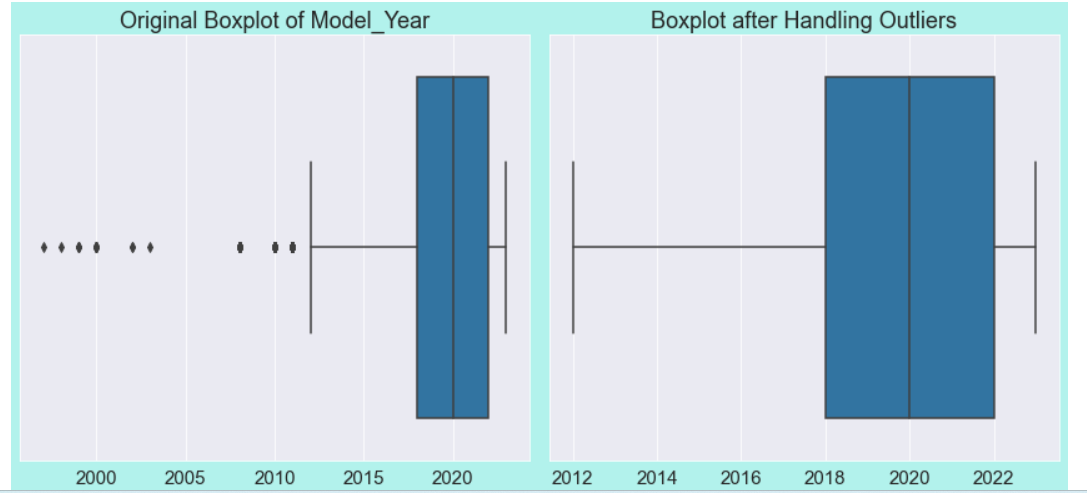 Original Boxplot of Model_Year
2000 2005 2010 2015 2020
Boxplot after Handling Outliers
2012 2014 2016 2018 2020 2022